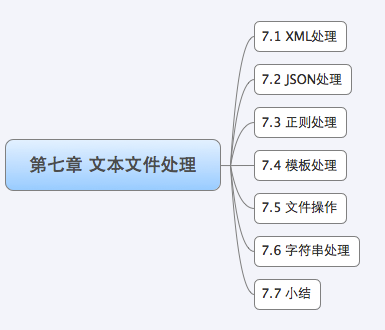 第七章 文本文件处理
7.1 XML处理
7.2 JSON处理
7.3 正则处理
7.4 模板处理
7.5 文件操作
7.6 字符串处理
7.7 小结